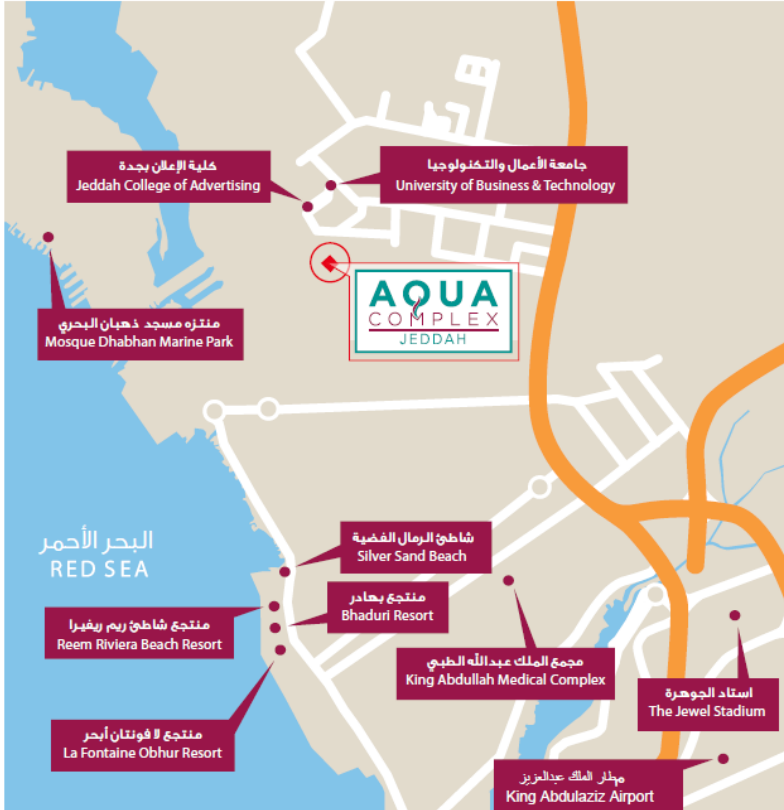 كلية الإعلان بجدة
Jeddah College of Advertising
جامعة الأعمال والتكنولوجيا
University of Business & Technology
منتزه مسجد ذهبان البحري
Mosque Dhabhan Marine Park
AQUA
COMPLEX
JEDDAH
البحر الأحمر
RED SEA
شاطئ الرمال الفضية
Silver Sand Beach
منتجع بهادر
Bhaduri Resort
منتجع شاطئ ريم ريفيرا
Reem Riviera Beach Resort
مجمع الملك عبدالله الطبي
King Abdullah Medical Complex
استاد الجوهرة
The Jewel Stadium
منتجع لا فونتان أبحر
La Fontaine Obhur Resort
مطار الملك عبدالعزيز
King Abdulaziz Airport